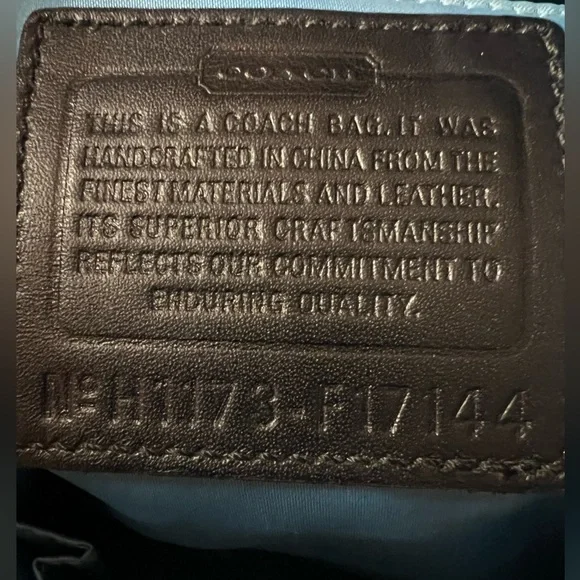 COACH
THIS IS A COACH BAG. IT WAS
HANDCRAFTED IN CHINA FROM THE
FINEST MATERIALS AND LEATHER.
ITS SUPERIOR CRAFTSMANSHIP
REFLECTS OUR COMMITMENT TO
ENDURING QUALITY.
Nº H1173-F17144